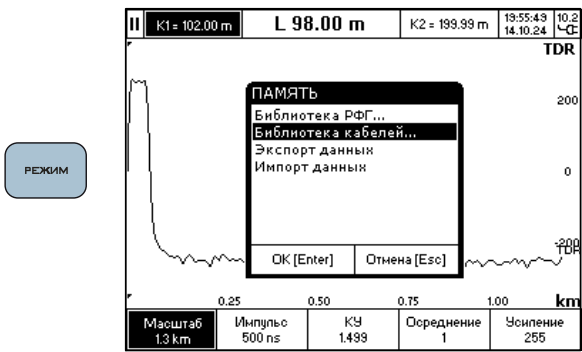 РЕЖИМ
K1 = 102.00 m
L 98.00 m
K2 = 199.99 m
19:55:49
14.10.24
10.2
TDR
200
0
-200
TDR
ПАМЯТЬ
Библиотека РФГ...
Библиотека кабелей...
Экспорт данных
Импорт данных
OK [Enter]
Отмена [Esc]
0.25
0.50
0.75
1.00
km
Масштаб
1.3 km
Импульс
500 ns
КУ
1.499
Осреднение
1
Усиление
255